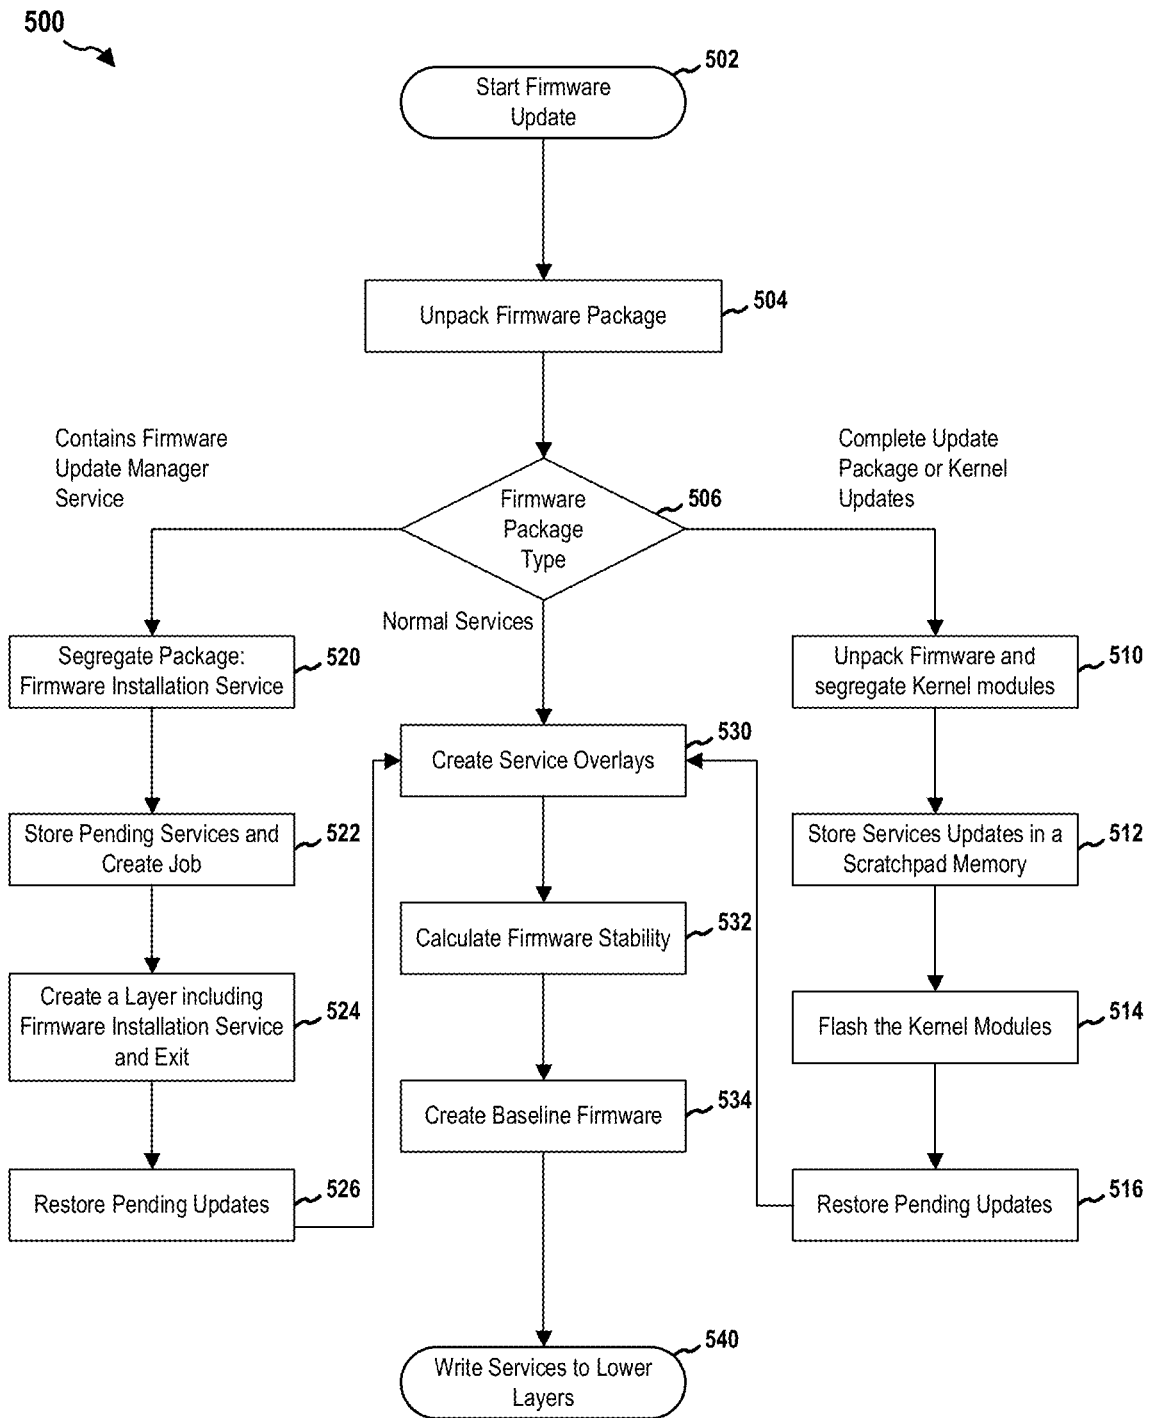 500
502
Start Firmware
Update
504
Unpack Firmware Package
Contains Firmware
Update Manager
Service
Complete Update
Package or Kernel
Updates
506
Firmware
Package
Type
Normal Services
Segregate Package:
Firmware Installation Service
520
Unpack Firmware and
segregate Kernel modules
510
530
Create Service Overlays
Store Pending Services and
Create Job
522
Store Services Updates in a
Scratchpad Memory
512
532
Calculate Firmware Stability
Create a Layer including
Firmware Installation Service
and Exit
524
Flash the Kernel Modules
514
534
Create Baseline Firmware
Restore Pending Updates
526
Restore Pending Updates
516
540
Write Services to Lower
Layers